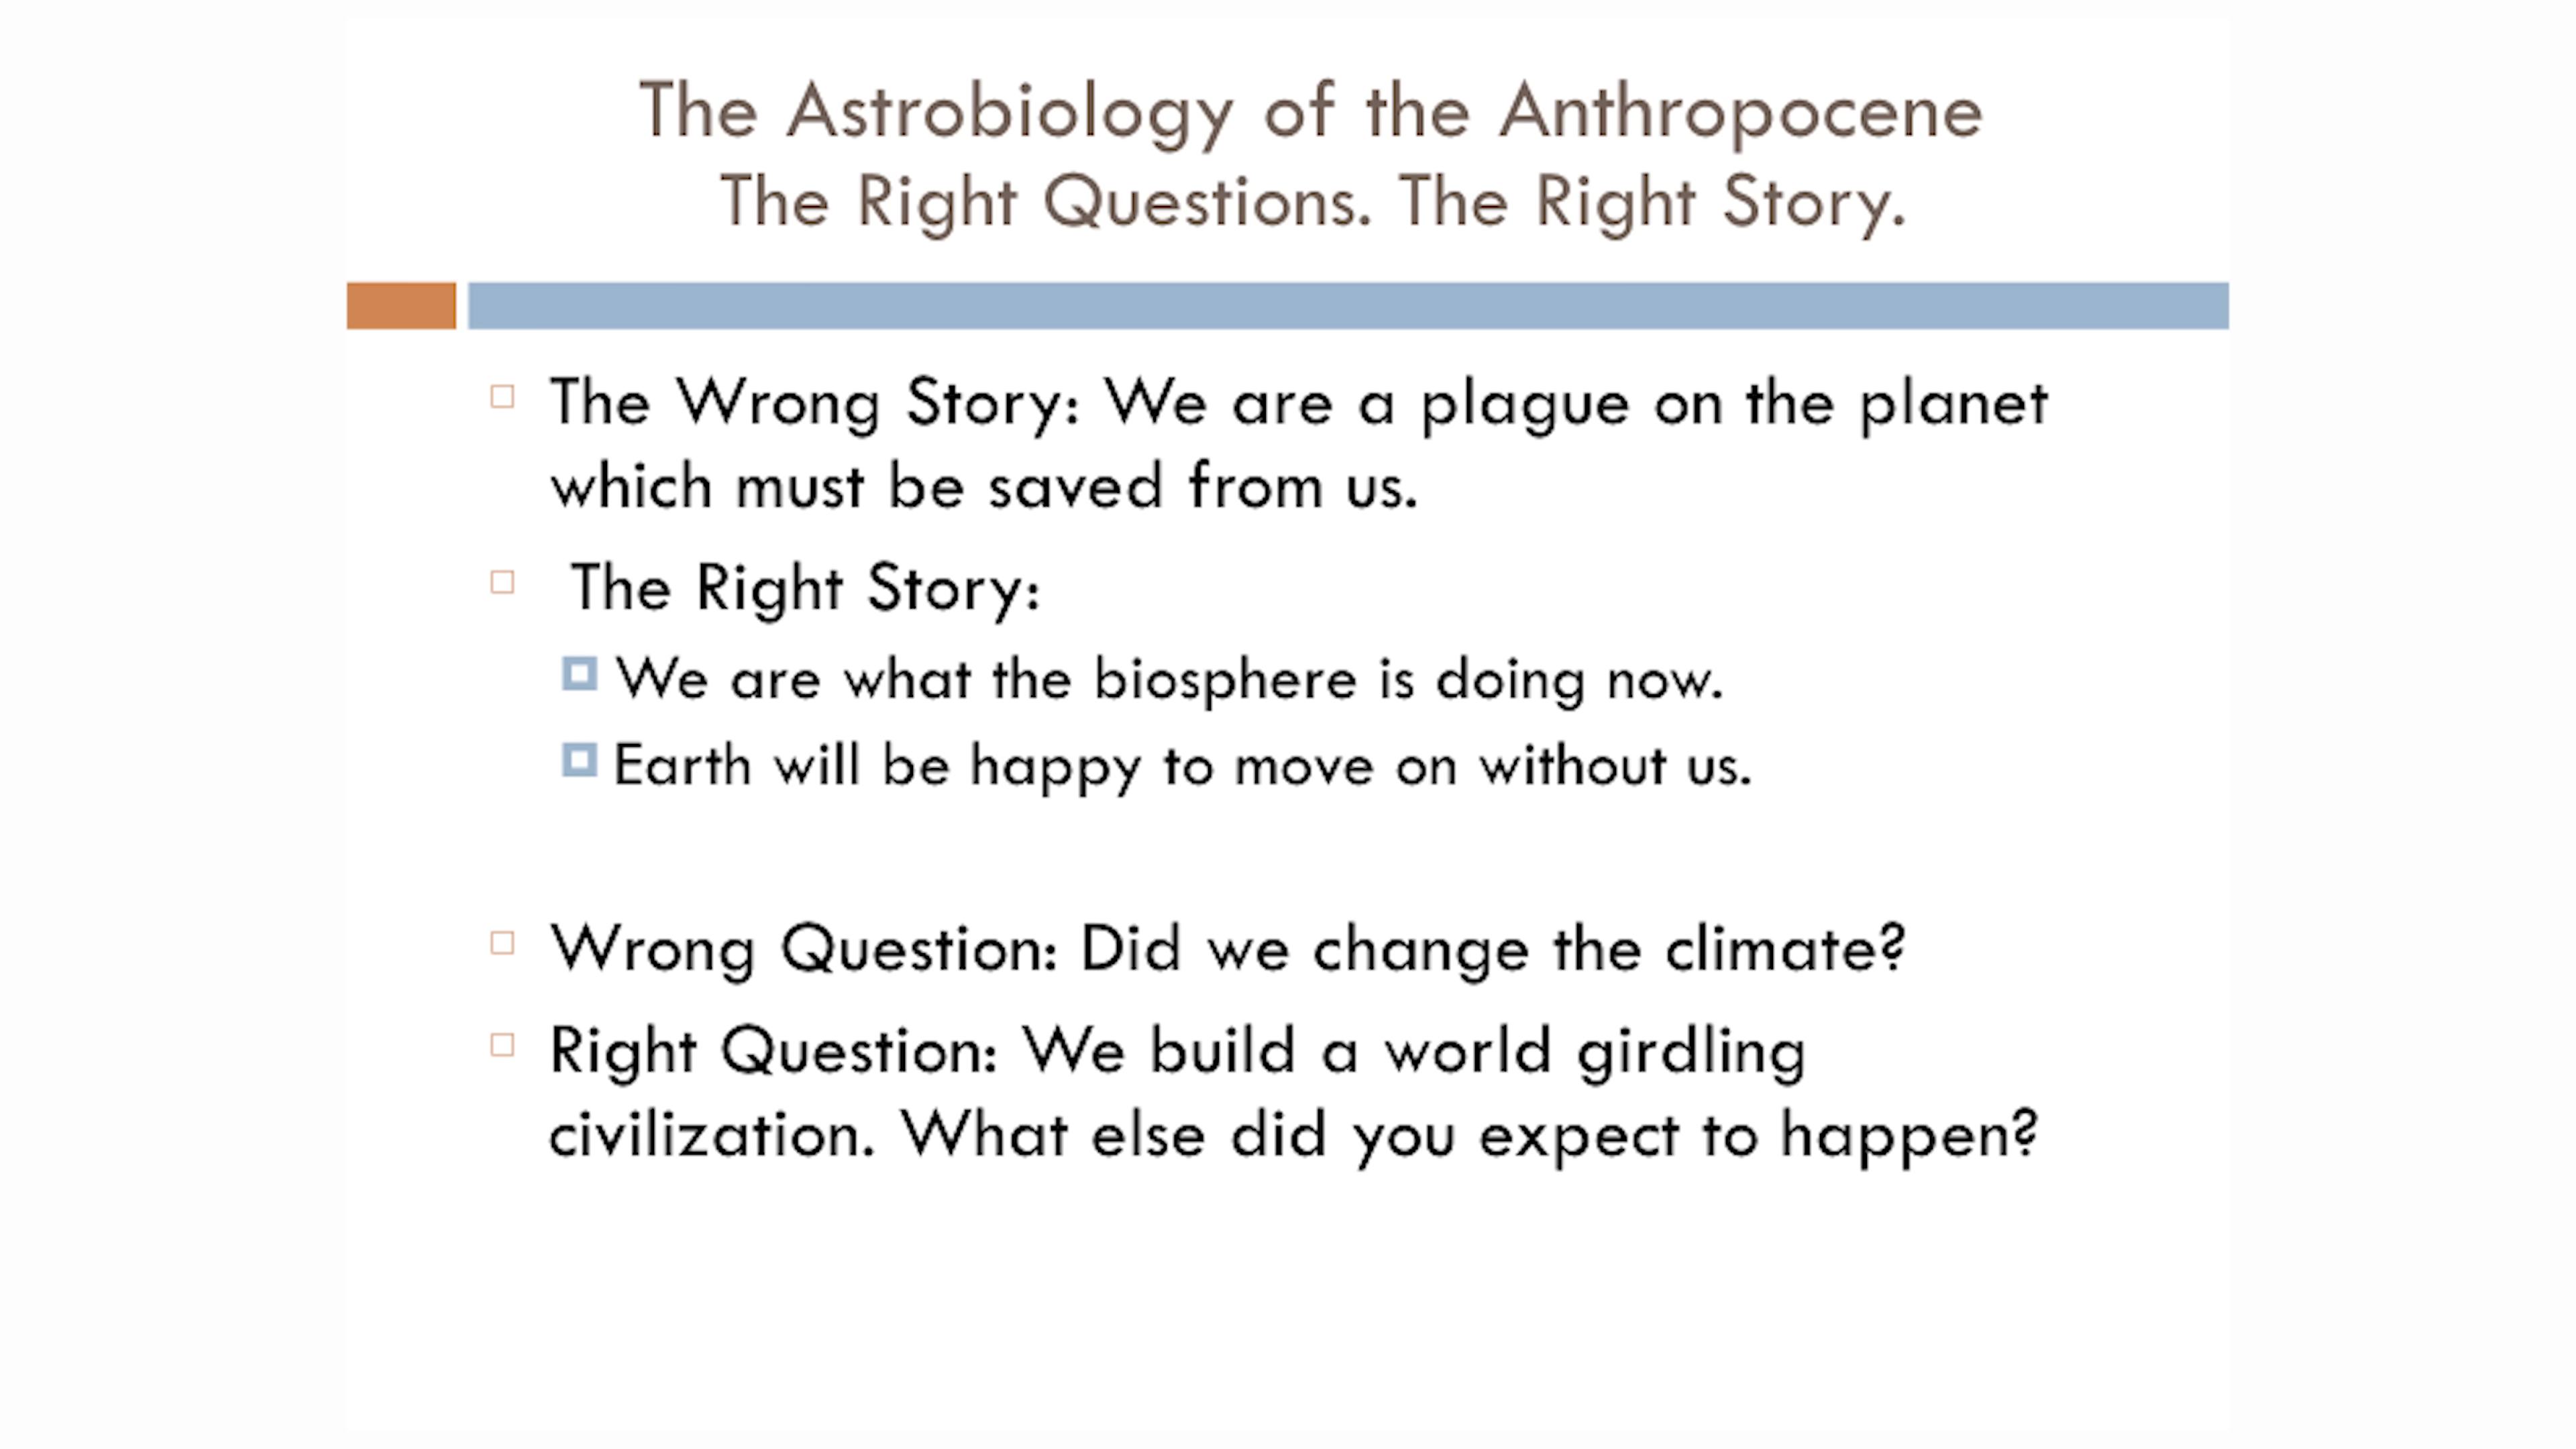 The Astrobiology of the Anthropocene
The Right Questions. The Right Story.
The Wrong Story: We are a plague on the planet
which must be saved from us.
The Right Story:
We are what the biosphere is doing now.
Earth will be happy to move on without us.
Wrong Question: Did we change the climate?
Right Question: We build a world girdling
civilization. What else did you expect to happen?